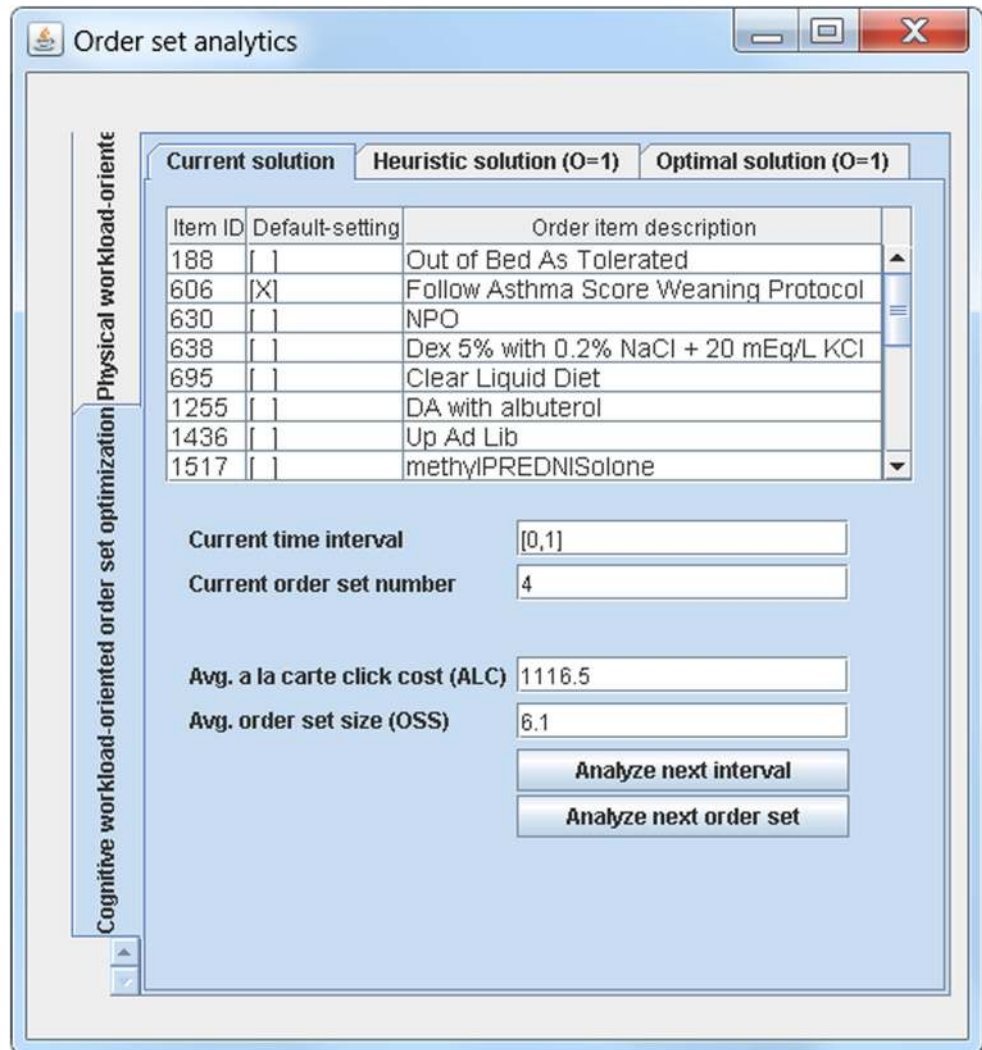 Order set analytics
Physical workload-oriente
Cognitive workload-oriented order set optimization
Current solution Heuristic solution (O=1) Optimal solution (O=1)
Item ID Default-setting Order item description
188 [ ] Out of Bed As Tolerated
606 [X] Follow Asthma Score Weaning Protocol
630 [ ] NPO
638 [ ] Dex 5% with 0.2% NaCl + 20 mEq/L KCl
695 [ ] Clear Liquid Diet
1255 [ ] DA with albuterol
1436 [ ] Up Ad Lib
1517 [ ] methylPREDNISolone
Current time interval [0,1]
Current order set number 4
Avg. a la carte click cost (ALC) 1116.5
Avg. order set size (OSS) 6.1
Analyze next interval
Analyze next order set